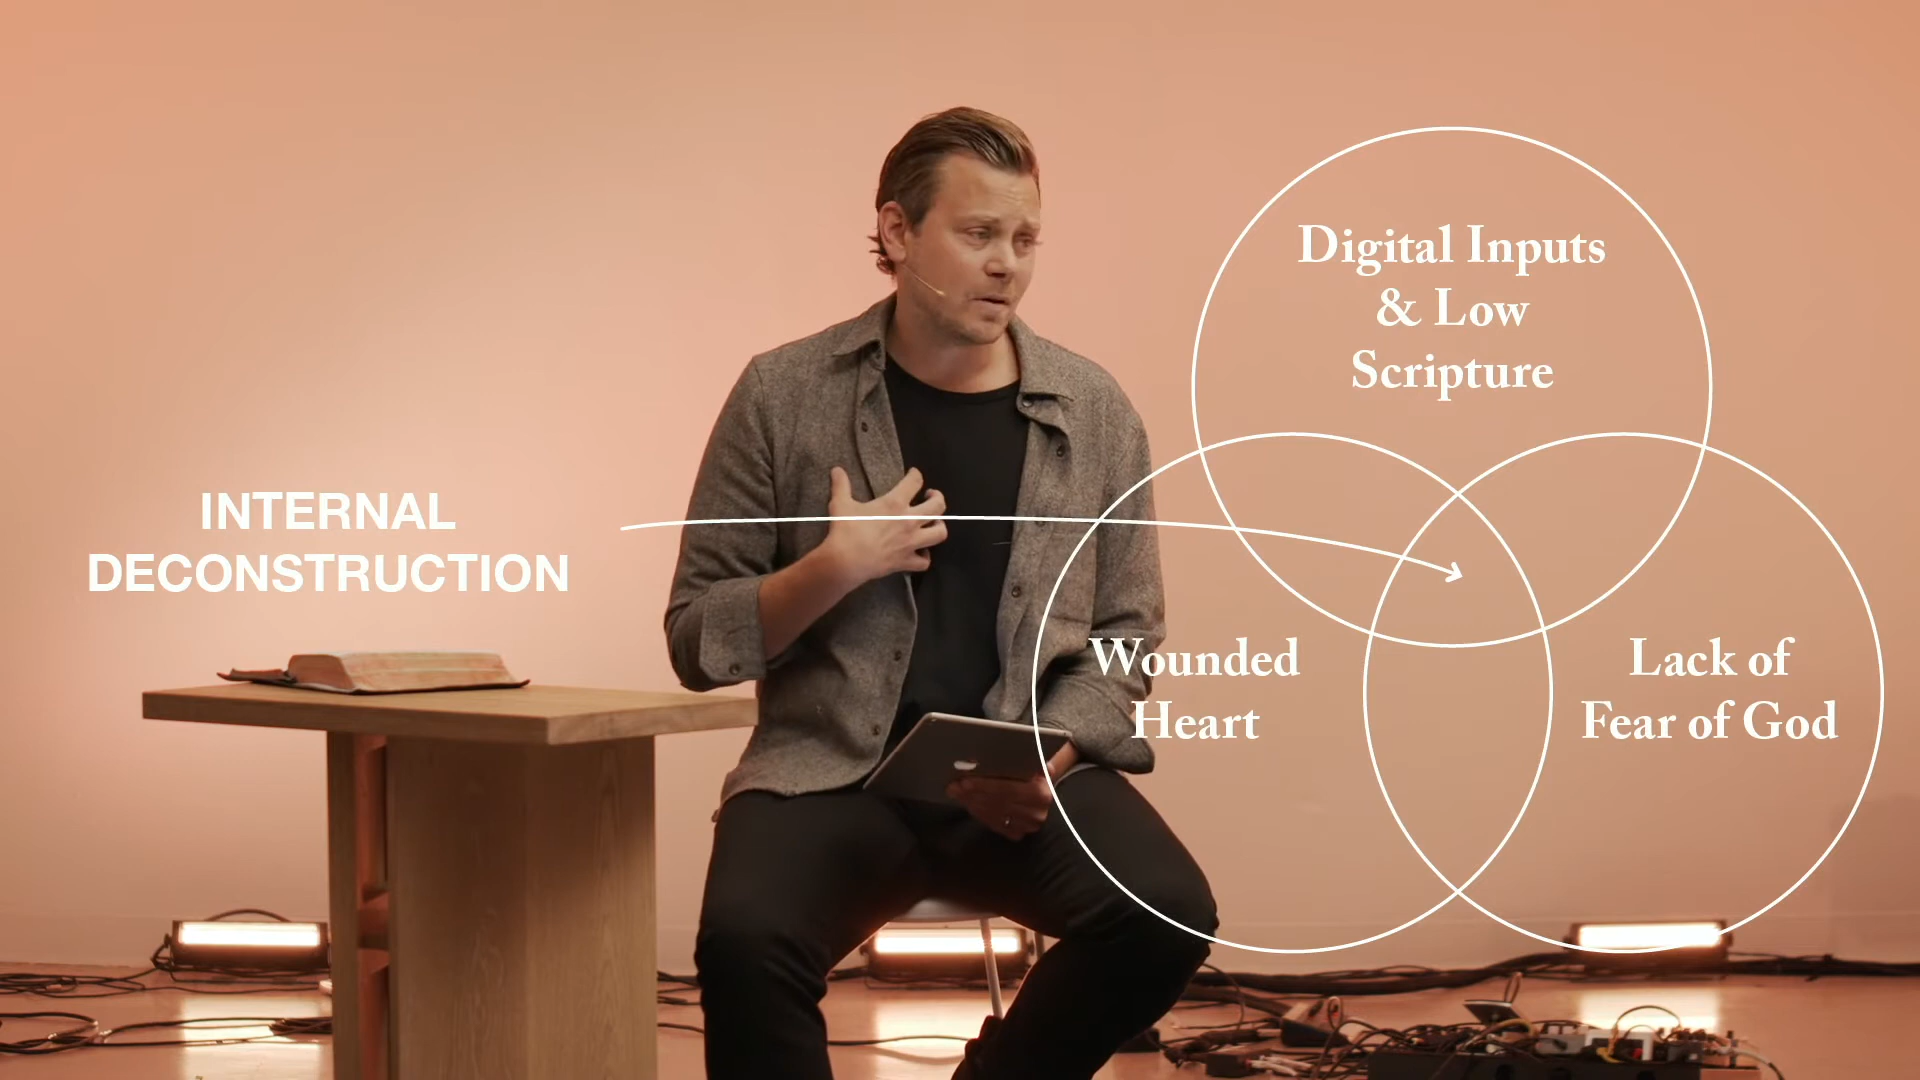 INTERNAL
DECONSTRUCTION
Digital Inputs
& Low
Scripture
Wounded
Heart
Lack of
Fear of God